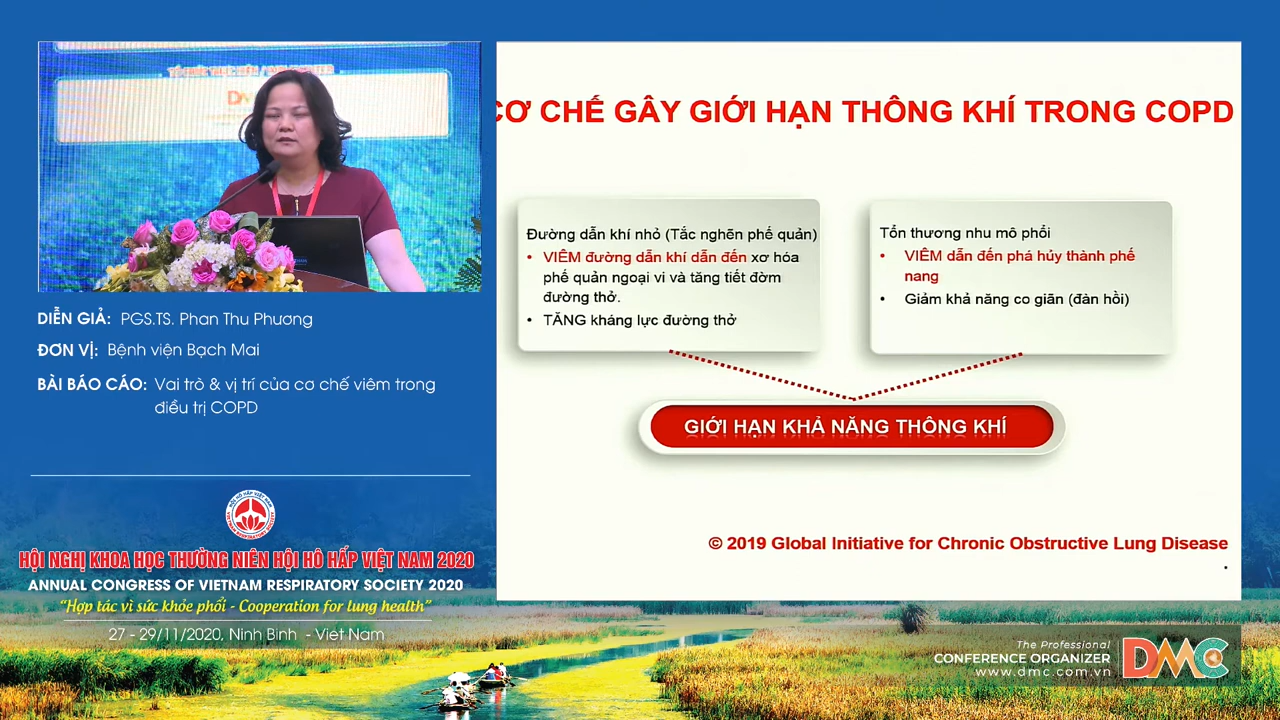 DMC
DIỄN GIẢ: PGS.TS. Phan Thu Phương
ĐƠN VỊ: Bệnh viện Bạch Mai
BÀI BÁO CÁO: Vai trò & vị trí của cơ chế viêm trong
điều trị COPD
HỘI NGHỊ KHOA HỌC THƯỜNG NIÊN HỘI HÔ HẤP VIỆT NAM 2020
ANNUAL CONGRESS OF VIETNAM RESPIRATORY SOCIETY 2020
"Hợp tác vì sức khỏe phổi - Cooperation for lung health"
27 - 29/11/2020, Ninh Bình - Việt Nam
CƠ CHẾ GÂY GIỚI HẠN THÔNG KHÍ TRONG COPD
Đường dẫn khí nhỏ (Tắc nghẽn phế quản)
• VIÊM đường dẫn khí dẫn đến xơ hóa
phế quản ngoại vi và tăng tiết đờm
đường thở.
• TĂNG kháng lực đường thở
Tổn thương nhu mô phổi
• VIÊM dẫn đến phá hủy thành phế
nang
• Giảm khả năng co giãn (đàn hồi)
GIỚI HẠN KHẢ NĂNG THÔNG KHÍ
© 2019 Global Initiative for Chronic Obstructive Lung Disease
.
The Professional
CONFERENCE ORGANIZER
www.dmc.com.vn
DMC